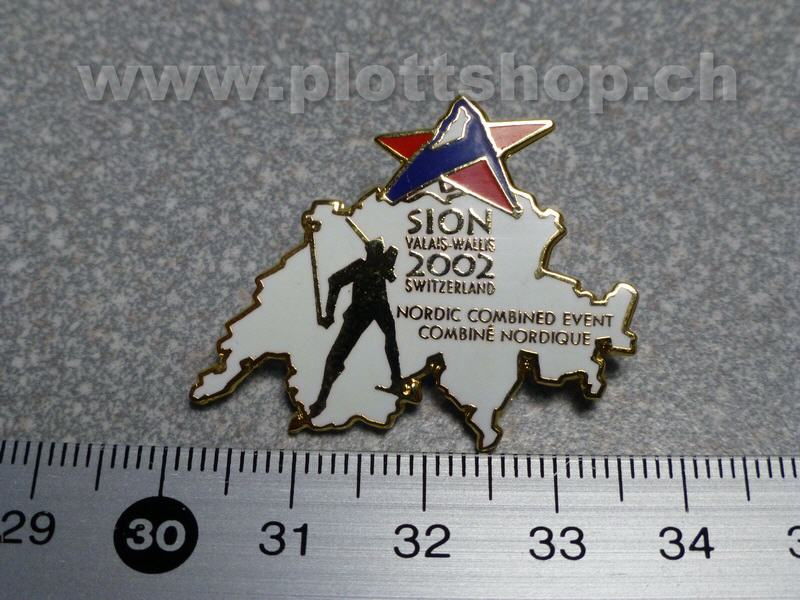 www.plottshop.ch
SION
VALAIS-WALLIS
2002
SWITZERLAND
NORDIC COMBINED EVENT
COMBINÉ NORDIQUE
29 30 31 32 33 34